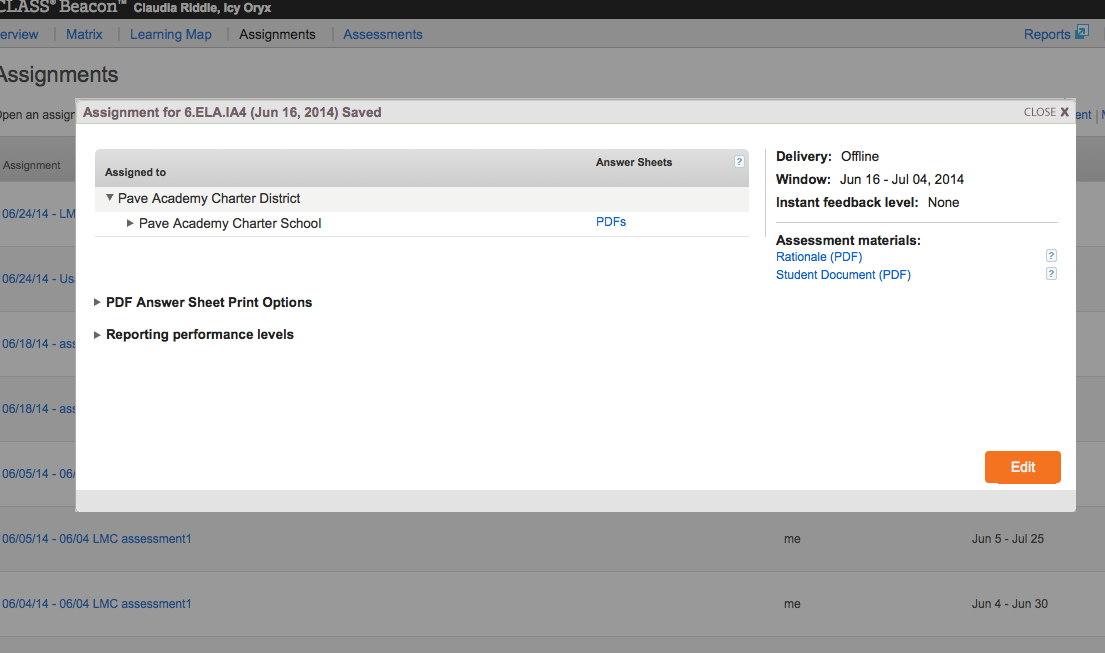 CLASS® Beacon™ Claudia Riddle, Icy Oryx
erview Matrix Learning Map Assignments Assessments Reports
Assignments
Open an assign
ent | M
Assignment for 6.ELA.IA4 (Jun 16, 2014) Saved CLOSE X
Assignment
Assigned to Answer Sheets ?
Pave Academy Charter District
Pave Academy Charter School PDFs
Delivery: Offline
Window: Jun 16 - Jul 04, 2014
Instant feedback level: None
Assessment materials:
Rationale (PDF) ?
Student Document (PDF) ?
PDF Answer Sheet Print Options
Reporting performance levels
Edit
06/24/14 - LM
06/24/14 - Us
06/18/14 - ass
06/18/14 - ass
06/05/14 - 06/
06/05/14 - 06/04 LMC assessment1 me Jun 5 - Jul 25
06/04/14 - 06/04 LMC assessment1 me Jun 4 - Jun 30